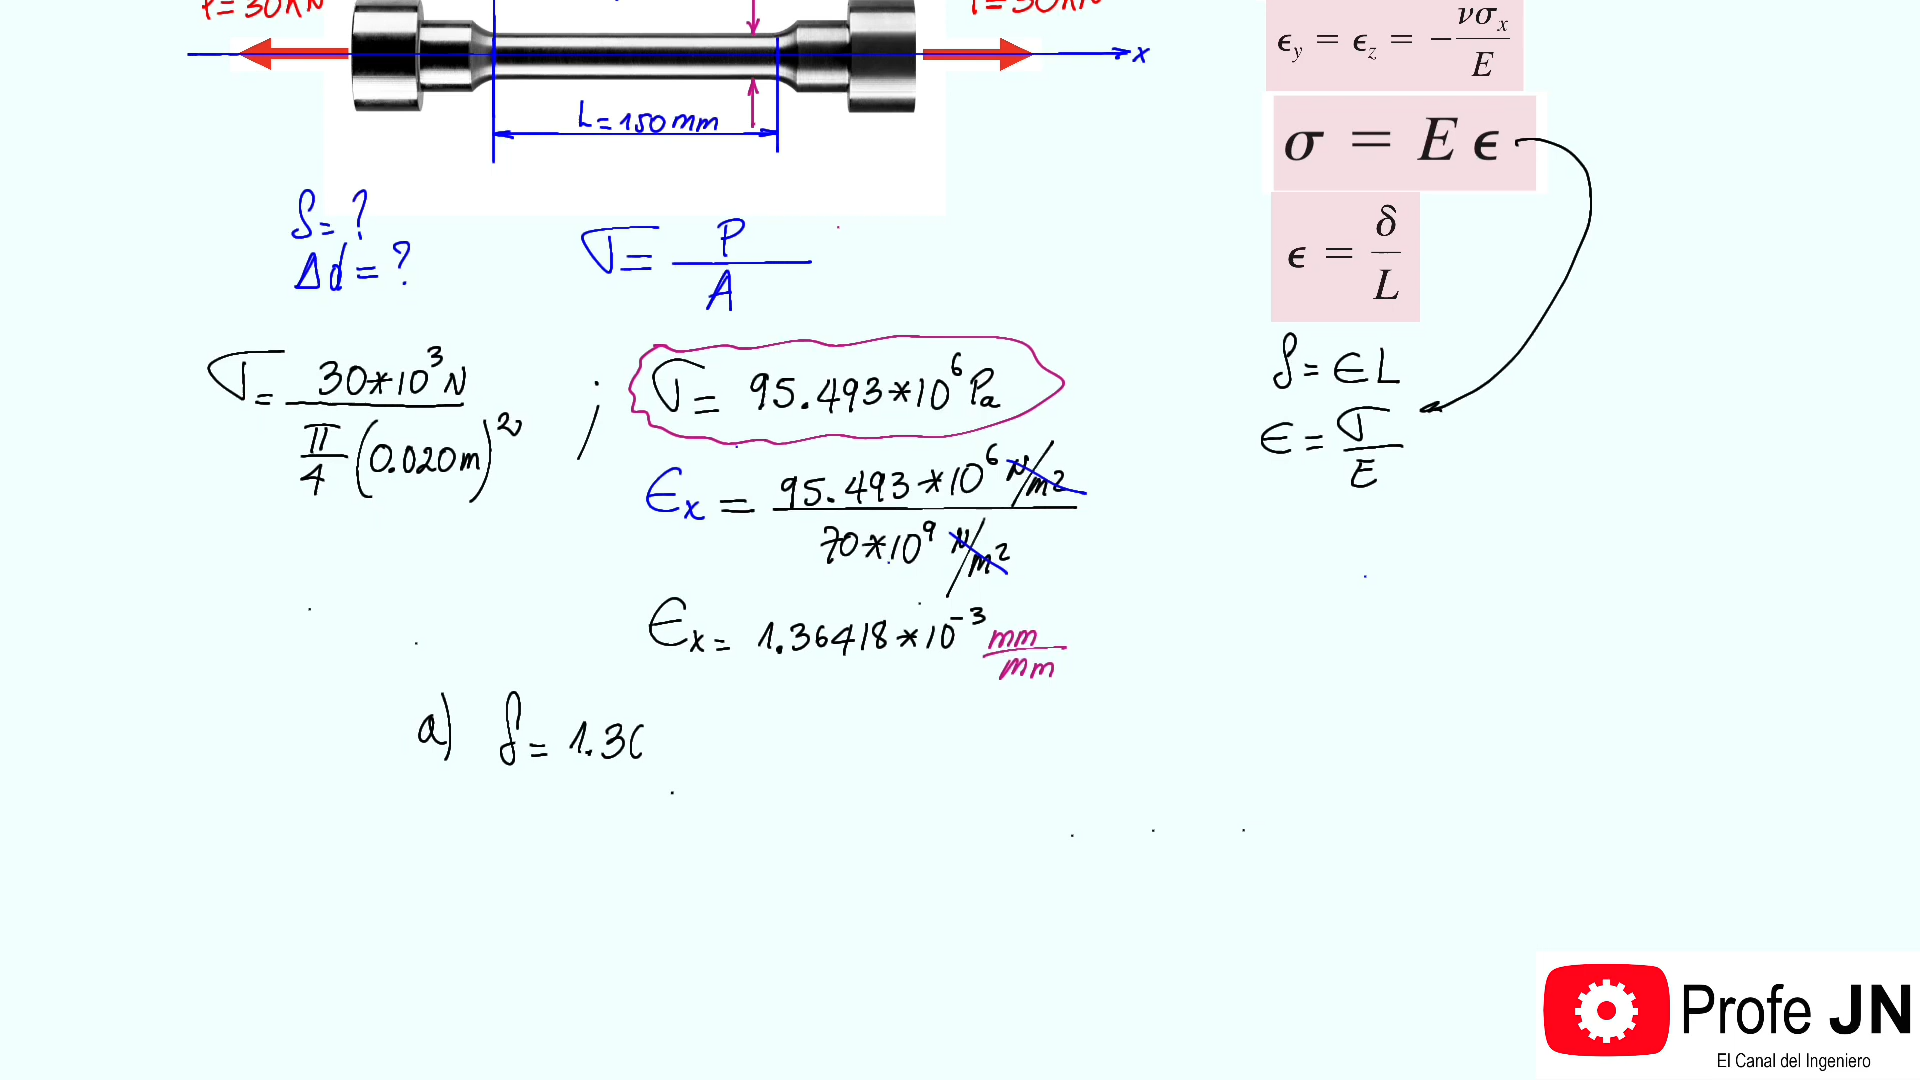 P=30KN
P=30KN
x
L=150mm
δ=?
Δd=?
σ= P/A
σ= 30*10³N / π/4 (0.020m)² ; σ= 95.493*10⁶ Pa
ϵx = 95.493*10⁶ N/m² / 70*10⁹ N/m²
ϵx = 1.36418*10⁻³ mm/mm
a) δ= 1.3
ϵy = ϵz = −νσx/E
σ = E ϵ
ϵ = δ/L
δ= ϵL
ϵ= σ/E
Profe JN
El Canal del Ingeniero